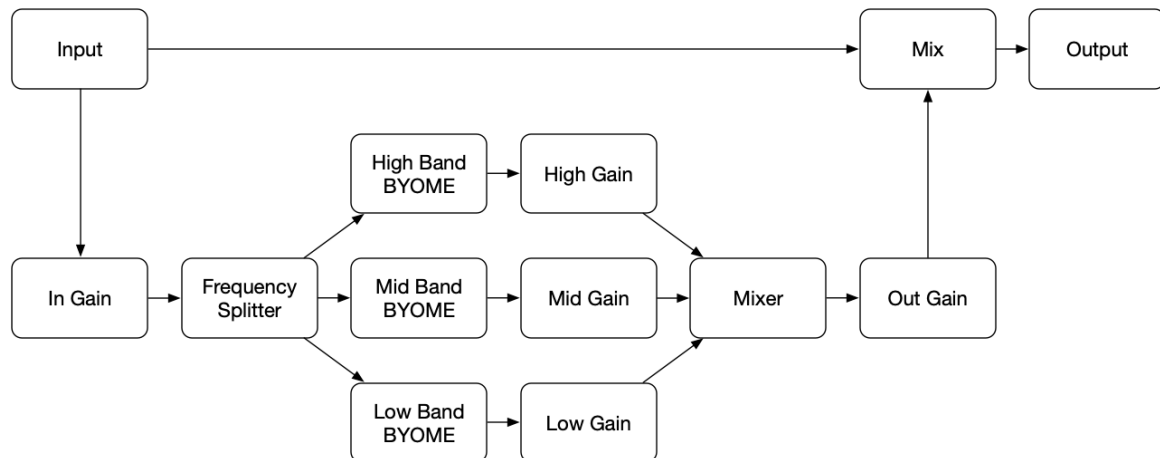 Input
Mix
Output
High Band
BYOME
High Gain
In Gain
Frequency
Splitter
Mid Band
BYOME
Mid Gain
Mixer
Out Gain
Low Band
BYOME
Low Gain